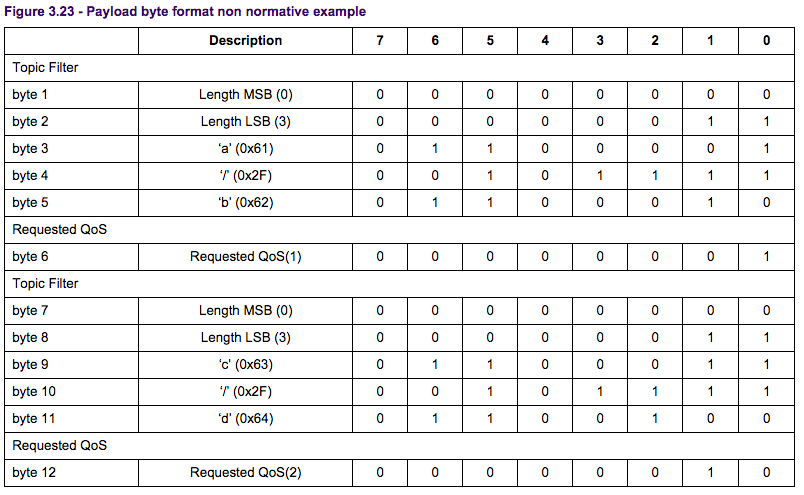 Figure 3.23 - Payload byte format non normative example
Description 7 6 5 4 3 2 1 0
Topic Filter
byte 1 Length MSB (0) 0 0 0 0 0 0 0 0
byte 2 Length LSB (3) 0 0 0 0 0 0 1 1
byte 3 ‘a’ (0x61) 0 1 1 0 0 0 0 1
byte 4 ‘/’ (0x2F) 0 0 1 0 1 1 1 1
byte 5 ‘b’ (0x62) 0 1 1 0 0 0 1 0
Requested QoS
byte 6 Requested QoS(1) 0 0 0 0 0 0 0 1
Topic Filter
byte 7 Length MSB (0) 0 0 0 0 0 0 0 0
byte 8 Length LSB (3) 0 0 0 0 0 0 1 1
byte 9 ‘c’ (0x63) 0 1 1 0 0 0 1 1
byte 10 ‘/’ (0x2F) 0 0 1 0 1 1 1 1
byte 11 ‘d’ (0x64) 0 1 1 0 0 1 0 0
Requested QoS
byte 12 Requested QoS(2) 0 0 0 0 0 0 1 0